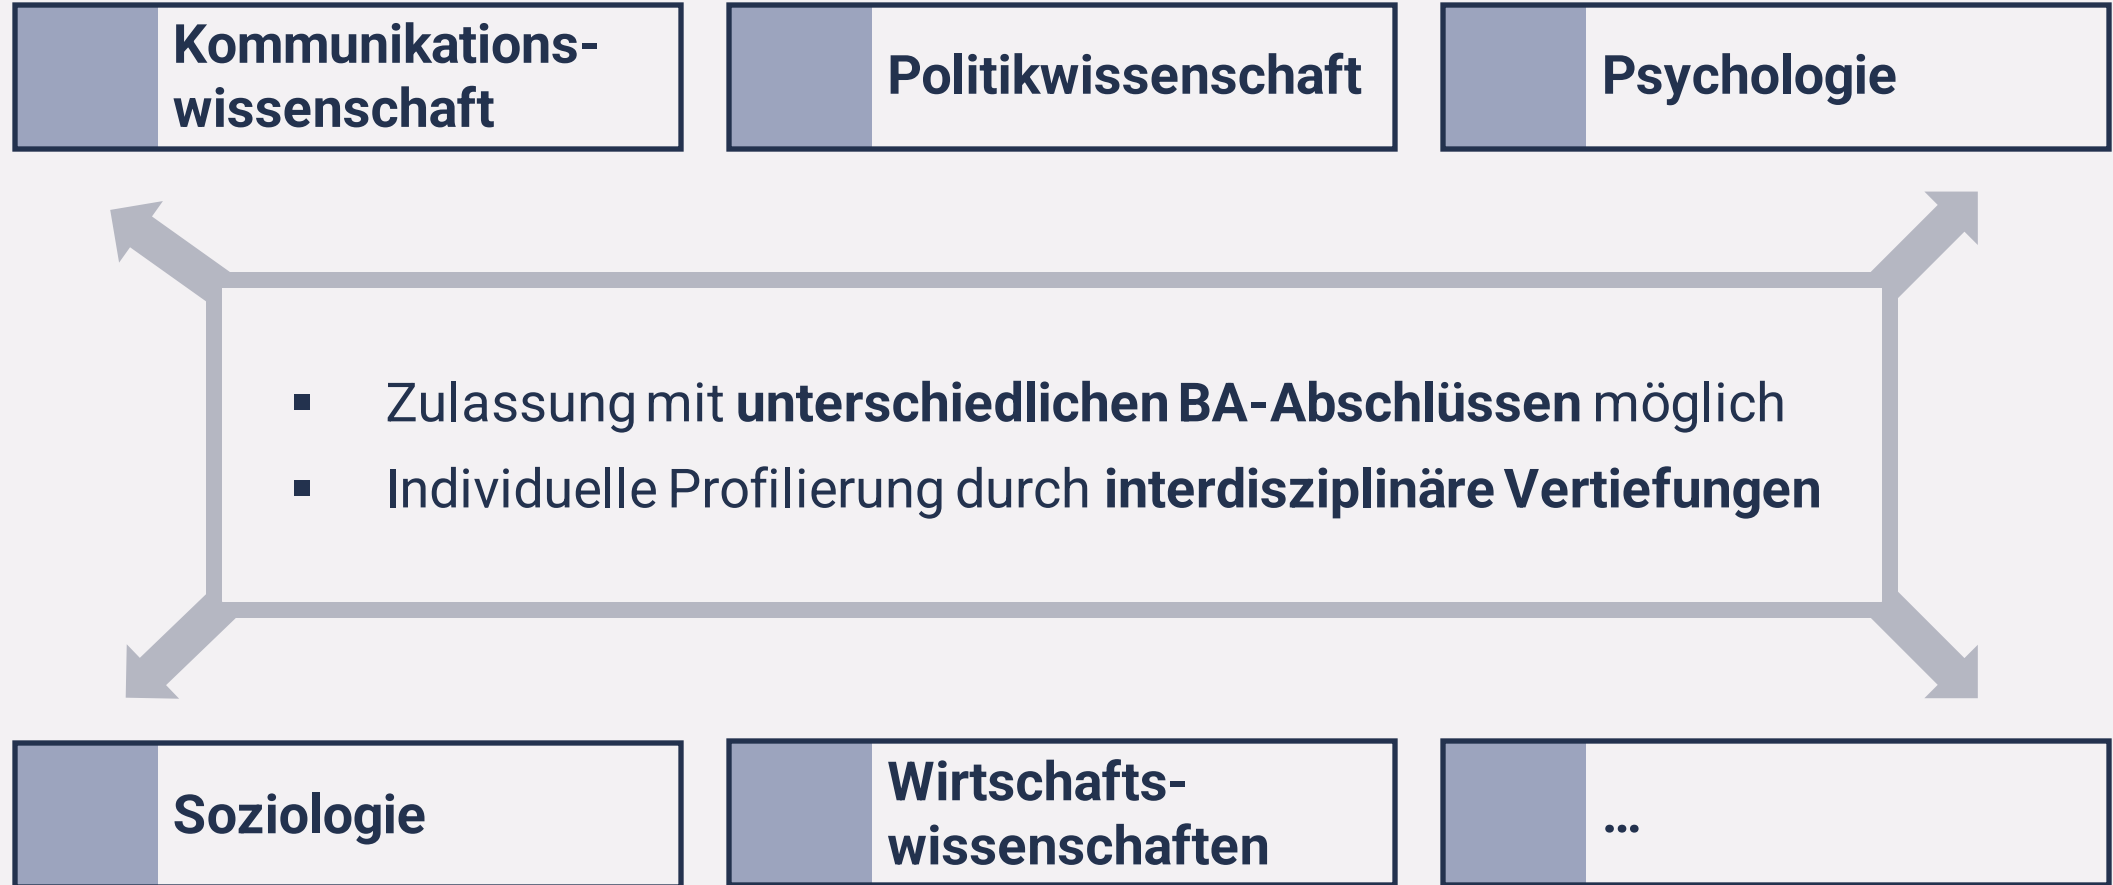 Kommunikations-
wissenschaft
Politikwissenschaft
Psychologie
▪ Zulassung mit unterschiedlichen BA-Abschlüssen möglich
▪ Individuelle Profilierung durch interdisziplinäre Vertiefungen
Soziologie
Wirtschafts-
wissenschaften
...